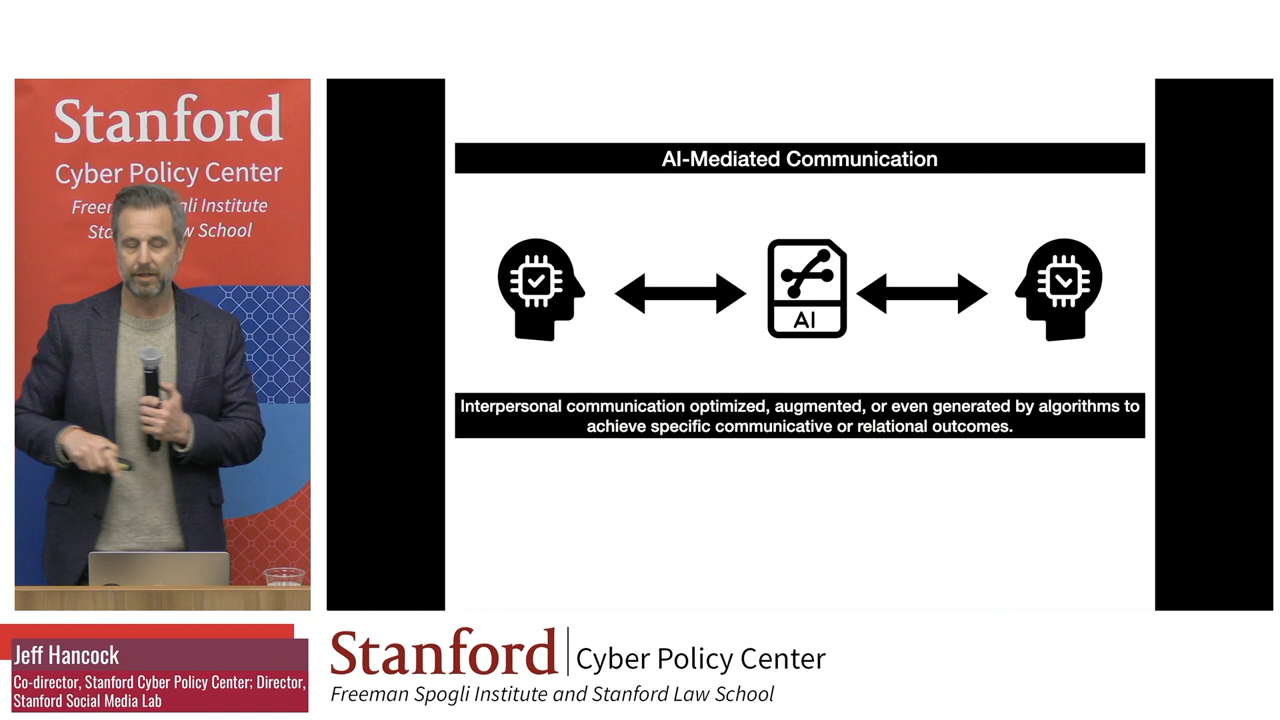 Stanford
Cyber Policy Center
AI-Mediated Communication
AI
Interpersonal communication optimized, augmented, or even generated by algorithms to
achieve specific communicative or relational outcomes.
Jeff Hancock
Co-director, Stanford Cyber Policy Center; Director,
Stanford Social Media Lab
Stanford | Cyber Policy Center
Freeman Spogli Institute and Stanford Law School